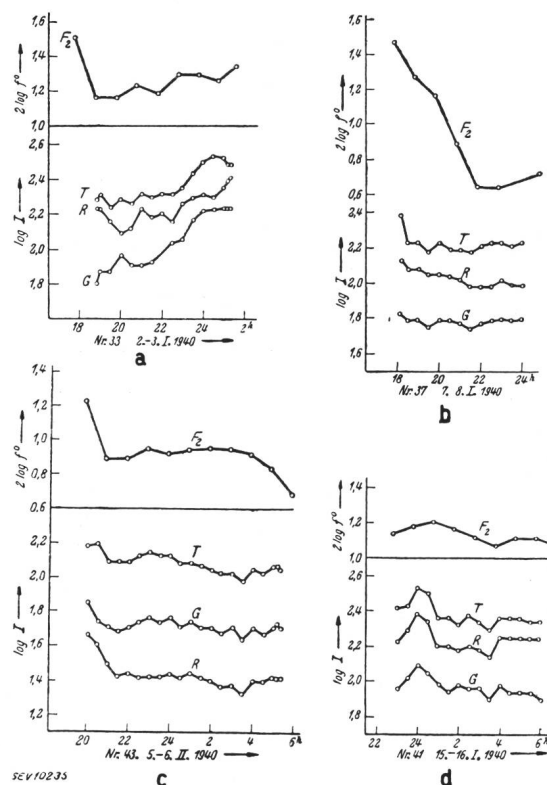 a
1,6
1,4
1,2
1,0
2 log f°
F₂
2,6
2,4
2,2
2,0
1,8
log I
T
R
G
18 20 22 24 2ʰ
Nr. 33 2.-3. I. 1940
a
1,6
1,4
1,2
1,0
0,8
0,6
2 log f°
F₂
2,4
2,2
2,0
1,8
1,6
log I
T
R
G
18 20 22 24ʰ
Nr. 37 7. 8. I. 1940
b
1,4
1,2
1,0
0,8
0.6
2 log f°
F₂
2,2
2,0
1,8
1,6
1,4
1,2
log I
T
G
R
20 22 24 2 4 6ʰ
Nr. 43. 5.-6. II. 1940
c
SEV10235
1,4
1,2
1,0
2 log f°
F₂
2,6
2,4
2,2
2,0
1,8
log I
T
R
G
22 24 2 4 6ʰ
Nr. 41 15.-16. I. 1940
d